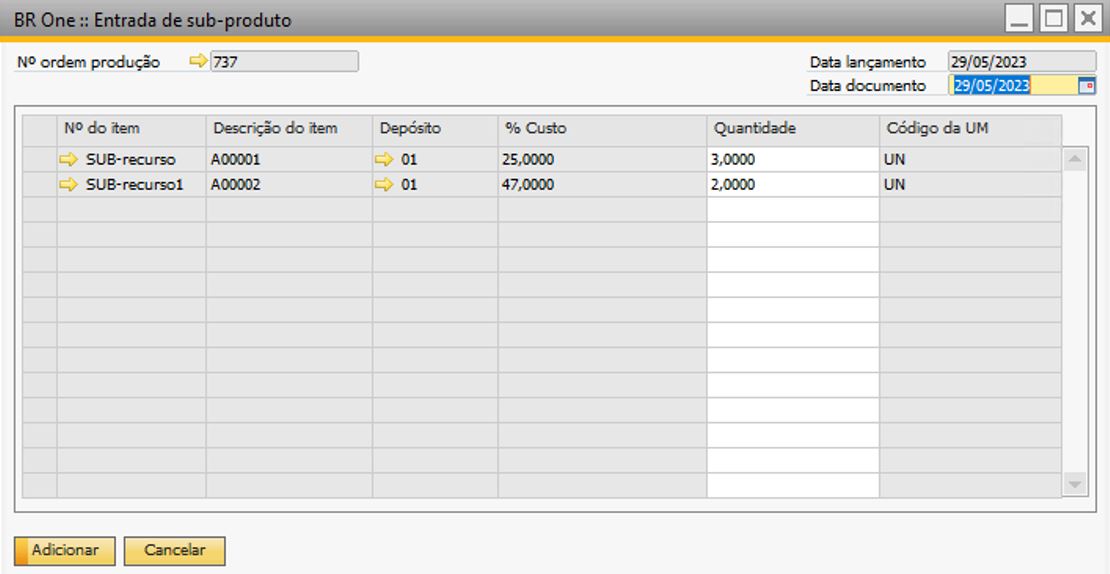 BR One :: Entrada de sub-produto
Nº ordem produção 737 Data lançamento 29/05/2023
Data documento 29/05/2023
Nº do item Descrição do item Depósito % Custo Quantidade Código da UM
SUB-recurso A00001 01 25,0000 3,0000 UN
SUB-recurso1 A00002 01 47,0000 2,0000 UN
Adicionar Cancelar